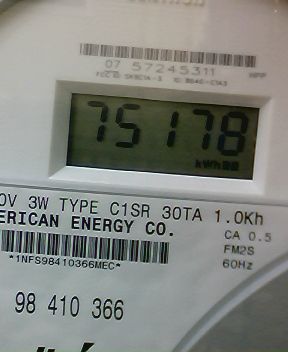 07 57245311
75178
kWh
0V 3W TYPE C1SR 30TA 1.0Kh
ERICAN ENERGY CO.
CA 0.5
FM2S
*1NFS98410366MEC*
60Hz
98 410 366